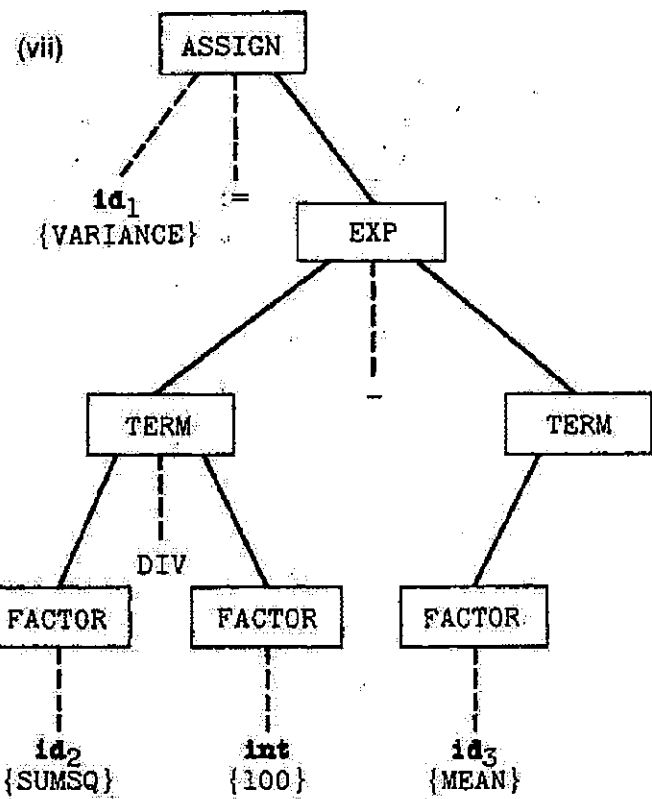 (vii)
ASSIGN
id₁ :=
{VARIANCE}
EXP
TERM - TERM
DIV
FACTOR FACTOR FACTOR
id₂ int id₃
{SUMSQ} {100} {MEAN}